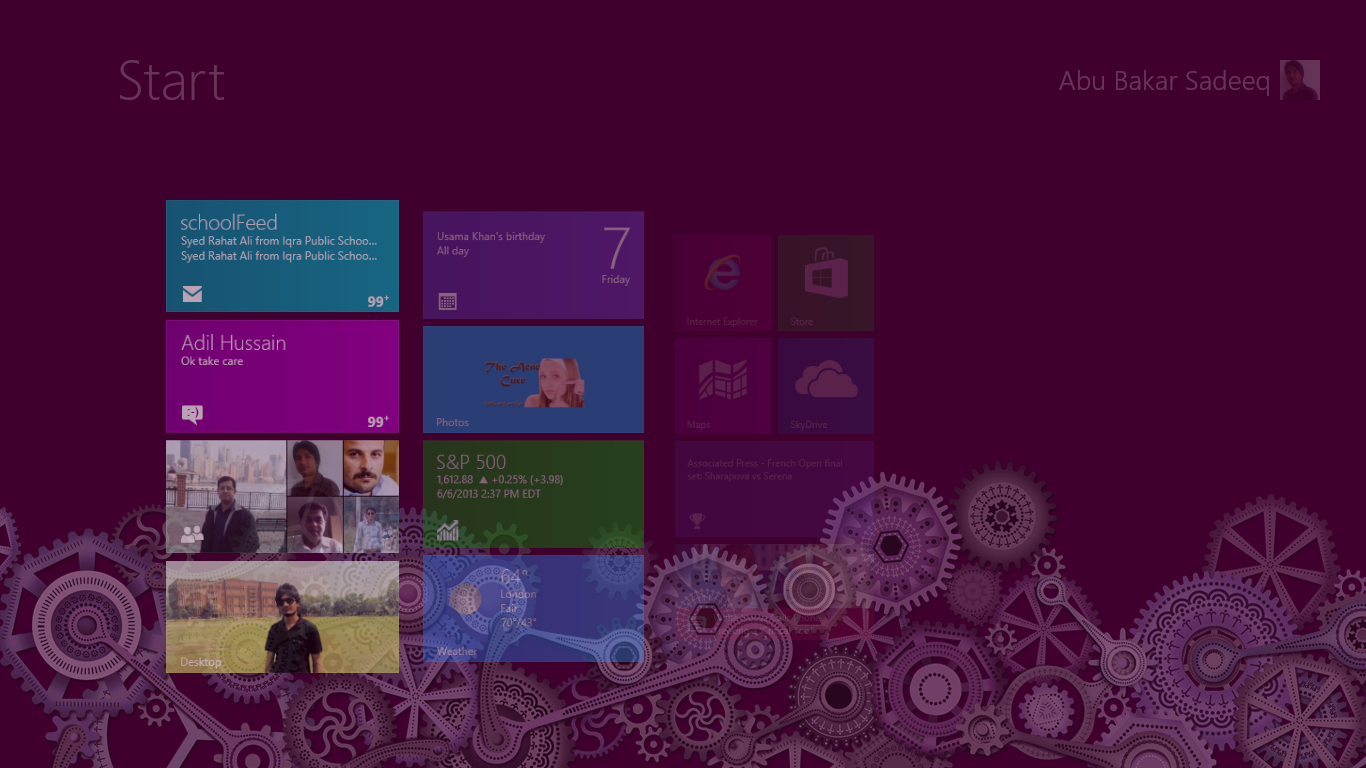 Start
Abu Bakar Sadeeq
schoolFeed
Syed Rahat Ali from Iqra Public Schoo...
Syed Rahat Ali from Iqra Public Schoo...
99+
Adil Hussain
Ok take care
:-)
99+
Desktop
Usama Khan's birthday
All day
7
Friday
The Acne
Cure
Photos
S&P 500
1,612.88 ▲ +0.25% (+3.98)
6/6/2013 2:37 PM EDT
64°
London
Fair
70°/43°
Weather
Internet Explorer
Store
Maps
SkyDrive
Associated Press - French Open final
set: Sharapova vs Serena